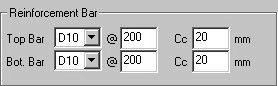 Reinforcement Bar
Top Bar D10 @ 200 Cc 20 mm
Bot. Bar D10 @ 200 Cc 20 mm